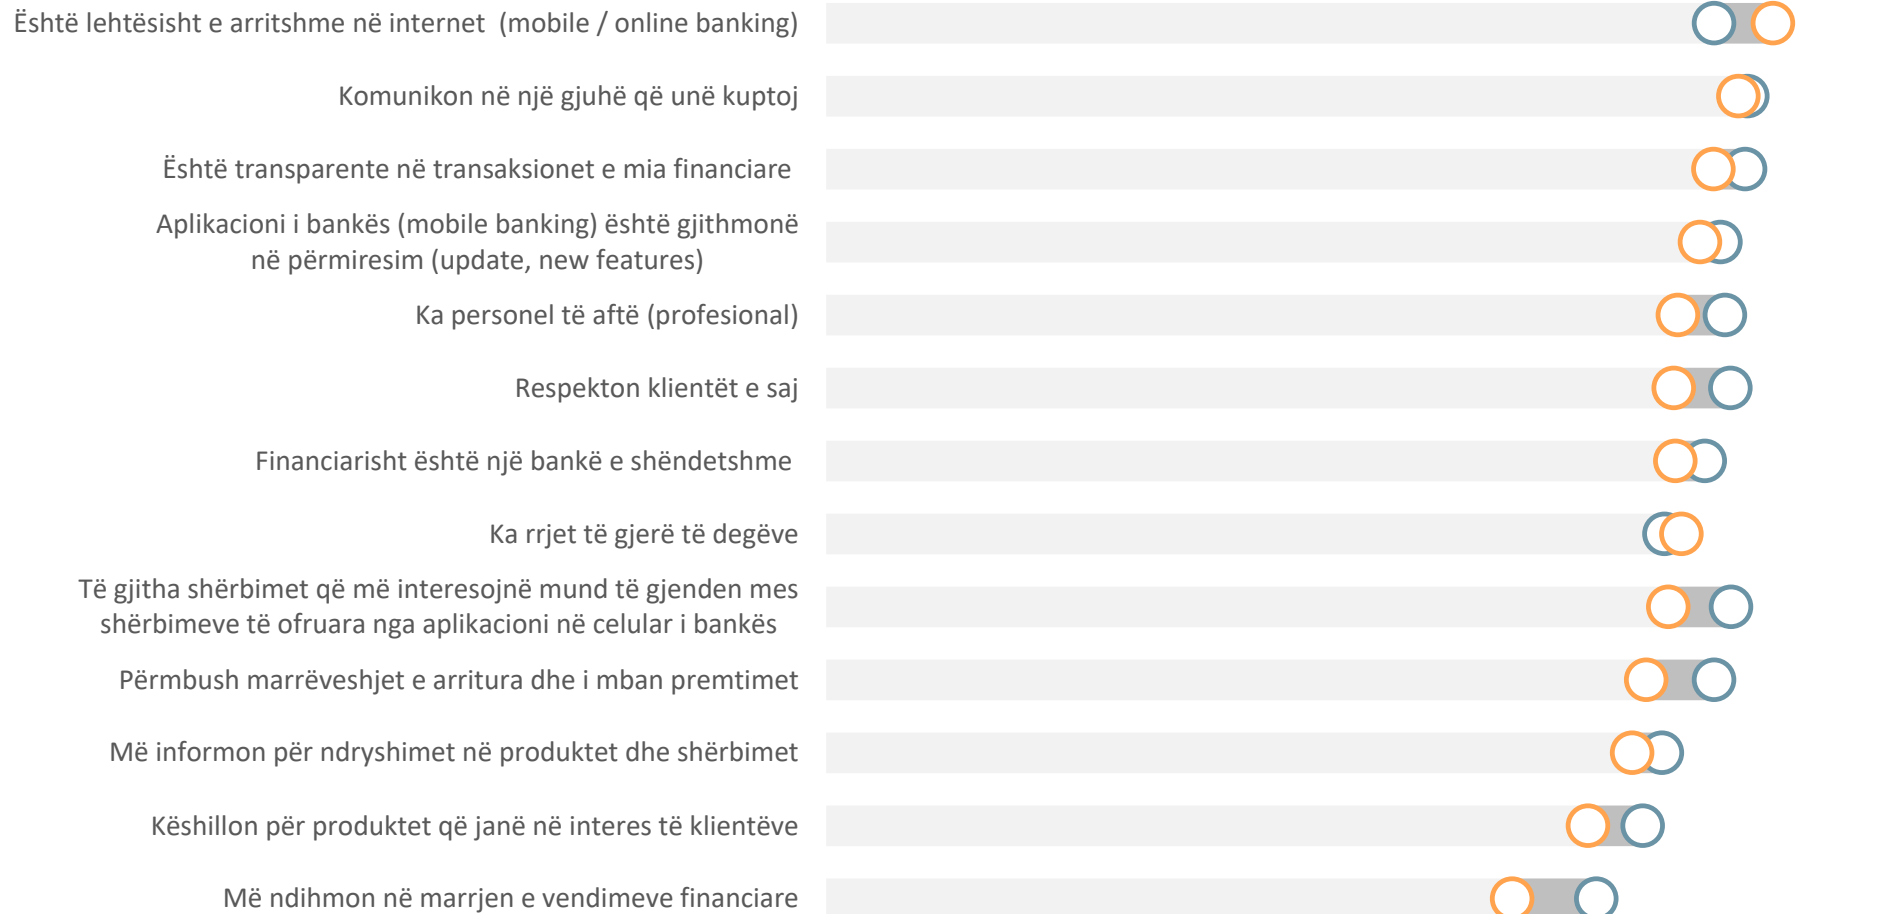 Është lehtësisht e arritshme në internet  (mobile / online banking)
Komunikon në një gjuhë që unë kuptoj
Është transparente në transaksionet e mia financiare
Aplikacioni i bankës (mobile banking) është gjithmonë
në përmiresim (update, new features)
Ka personel të aftë (profesional)
Respekton klientët e saj
Financiarisht është një bankë e shëndetshme
Ka rrjet të gjerë të degëve
Të gjitha shërbimet që më interesojnë mund të gjenden mes
shërbimeve të ofruara nga aplikacioni në celular i bankës
Përmbush marrëveshjet e arritura dhe i mban premtimet
Më informon për ndryshimet në produktet dhe shërbimet
Këshillon për produktet që janë në interes të klientëve
Më ndihmon në marrjen e vendimeve financiare